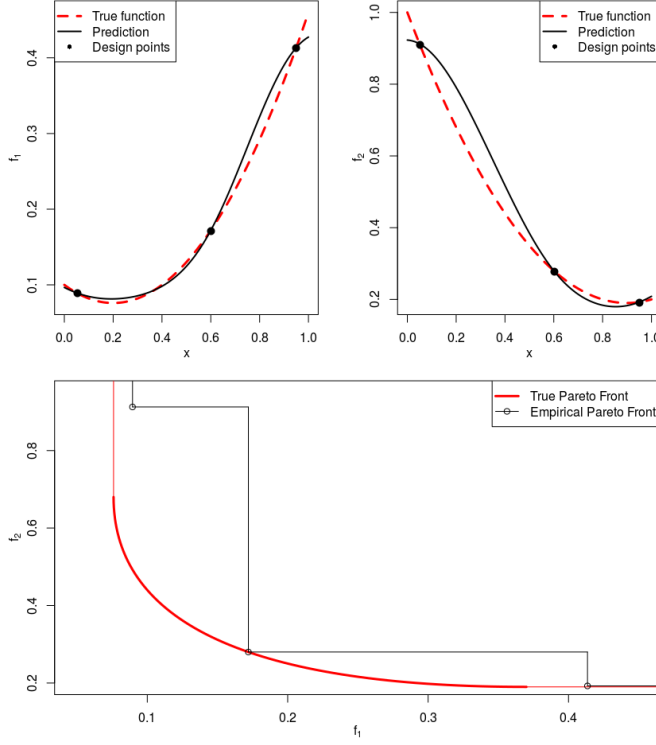 True function
Prediction
Design points
f1
0.1 0.2 0.3 0.4
0.0 0.2 0.4 0.6 0.8 1.0
x
True function
Prediction
Design points
f2
0.2 0.4 0.6 0.8 1.0
0.0 0.2 0.4 0.6 0.8 1.0
x
True Pareto Front
Empirical Pareto Front
f2
0.2 0.4 0.6 0.8
0.1 0.2 0.3 0.4
f1